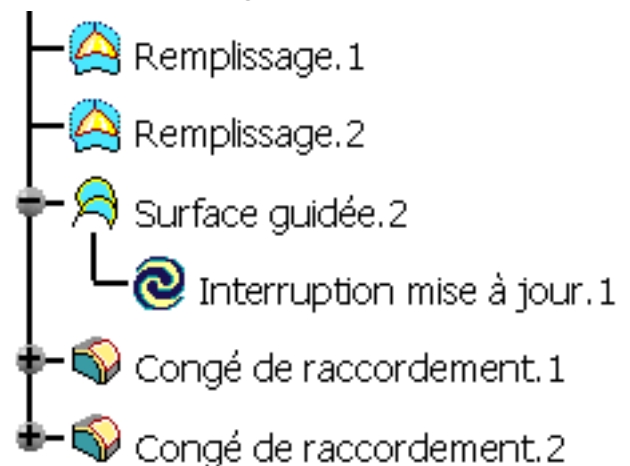 Remplissage.1
Remplissage.2
Surface guidée.2
Interruption mise à jour.1
Congé de raccordement.1
Congé de raccordement.2